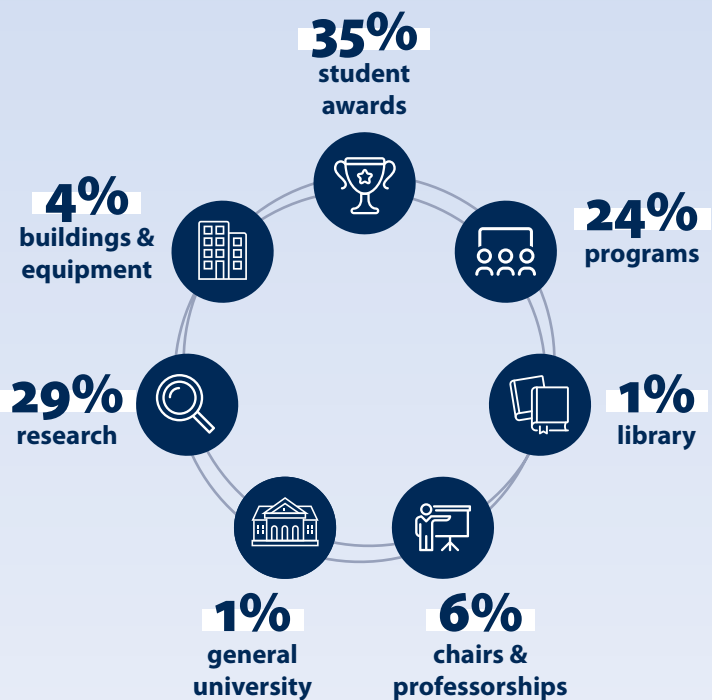 35%
student
awards
24%
programs
1%
library
6%
chairs &
professorships
1%
general
university
29%
research
4%
buildings &
equipment